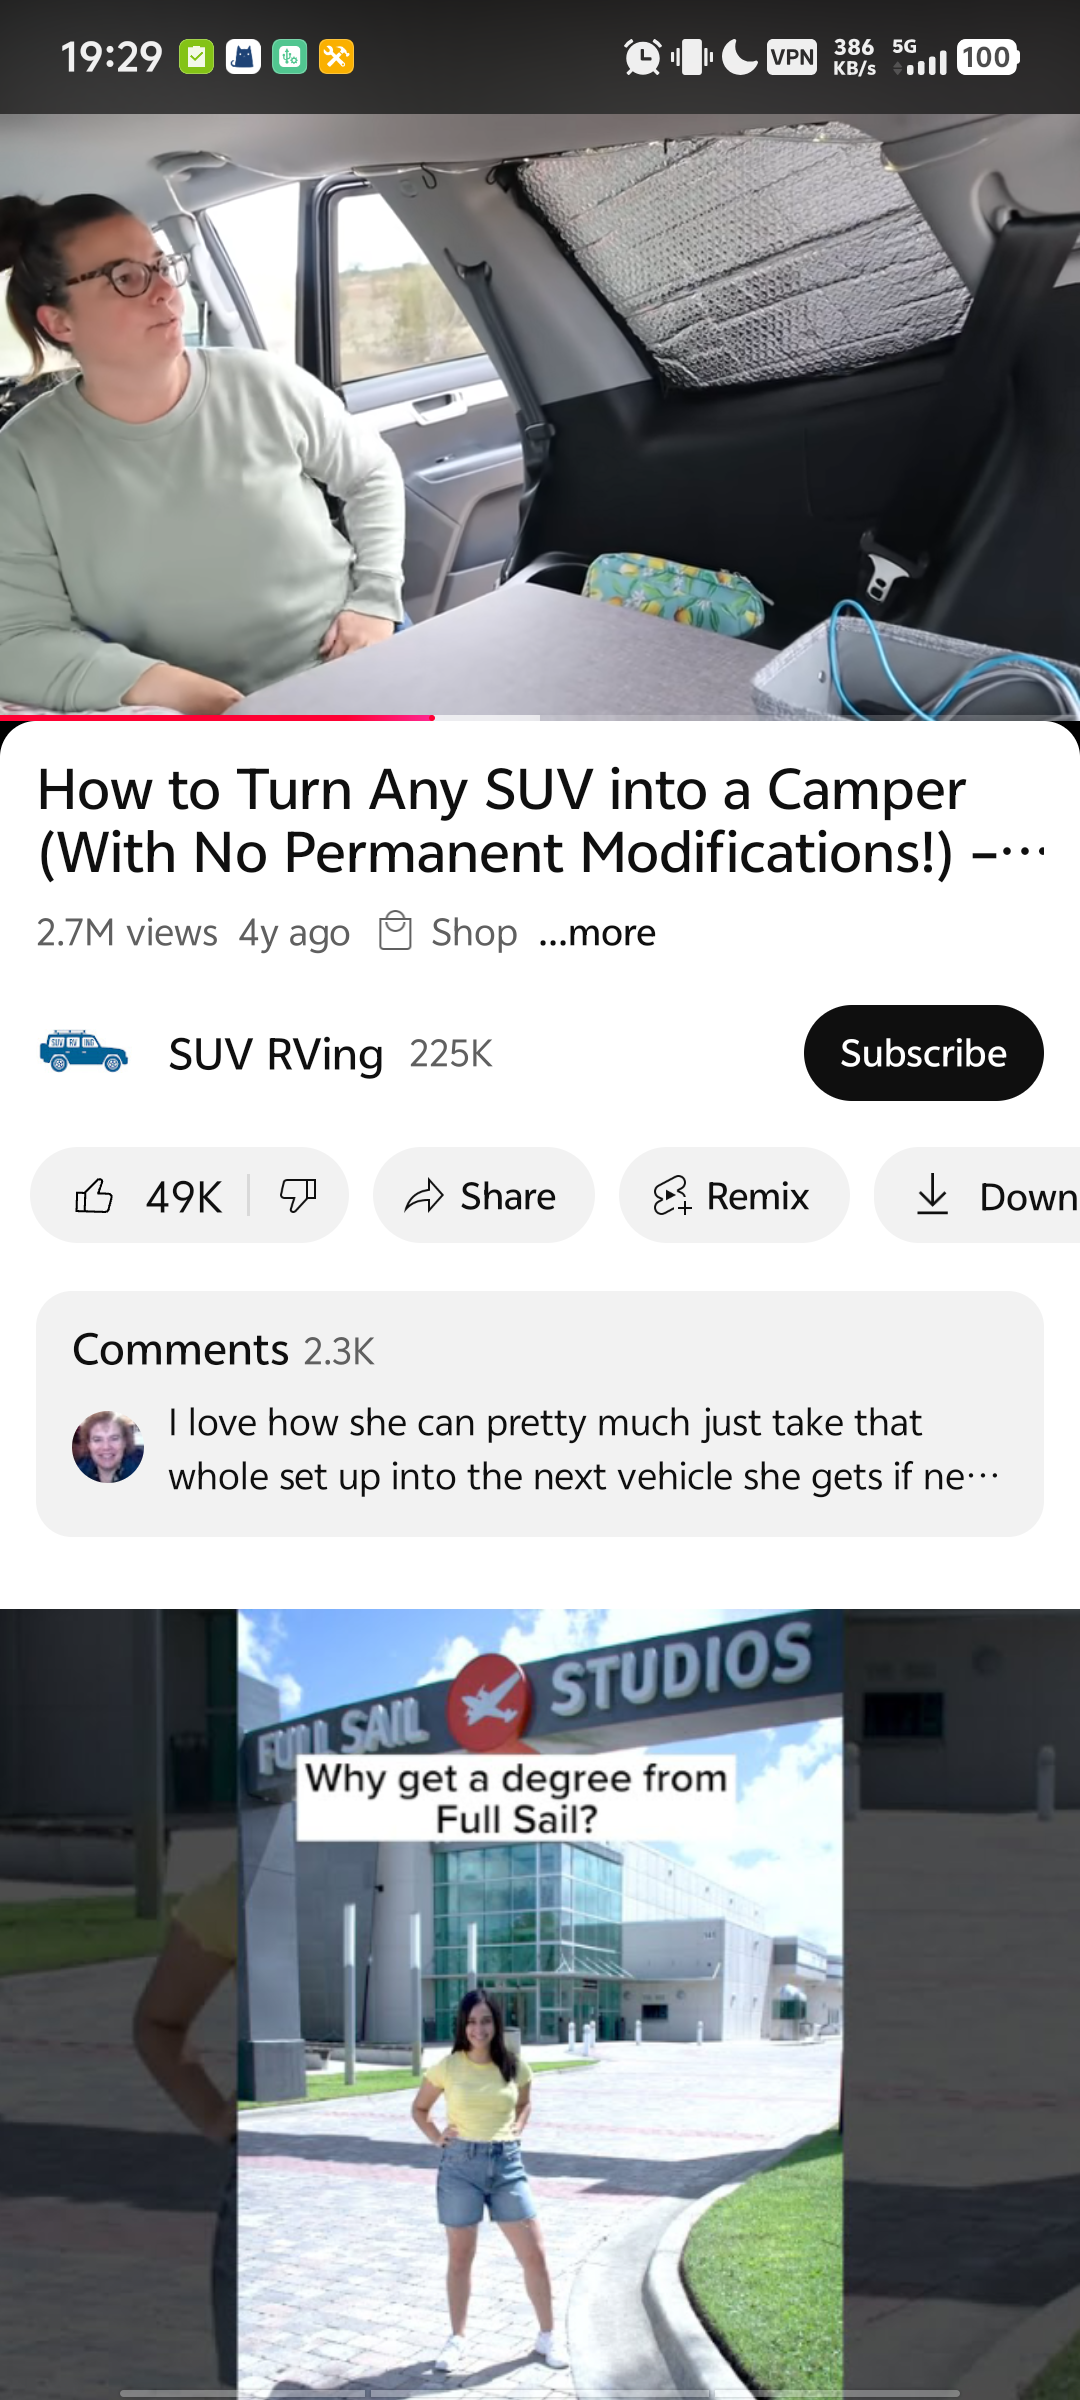 19:29
VPN
386
KB/s
5G
100
How to Turn Any SUV into a Camper
(With No Permanent Modifications!) –…
2.7M views 4y ago Shop ...more
SUV RV ING
SUV RVing 225K
Subscribe
49K
Share
Remix
Down
Comments 2.3K
I love how she can pretty much just take that
whole set up into the next vehicle she gets if ne…
FULL SAIL STUDIOS
Why get a degree from
Full Sail?